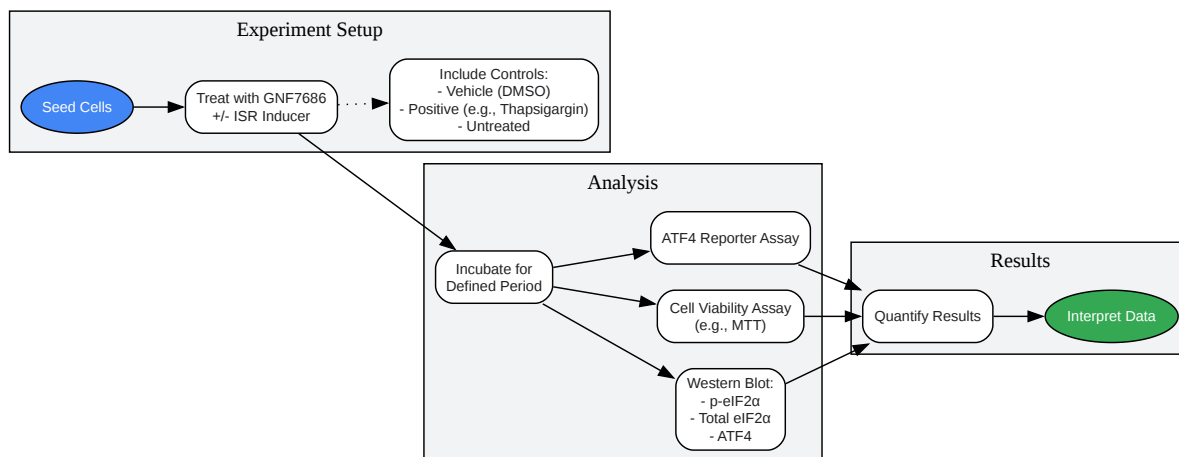 Experiment Setup
Seed Cells
Treat with GNF7686
+/- ISR Inducer
Include Controls:
- Vehicle (DMSO)
- Positive (e.g., Thapsigargin)
- Untreated
Analysis
Incubate for
Defined Period
ATF4 Reporter Assay
Cell Viability Assay
(e.g., MTT)
Western Blot:
- p-eIF2α
- Total eIF2α
- ATF4
Results
Quantify Results
Interpret Data